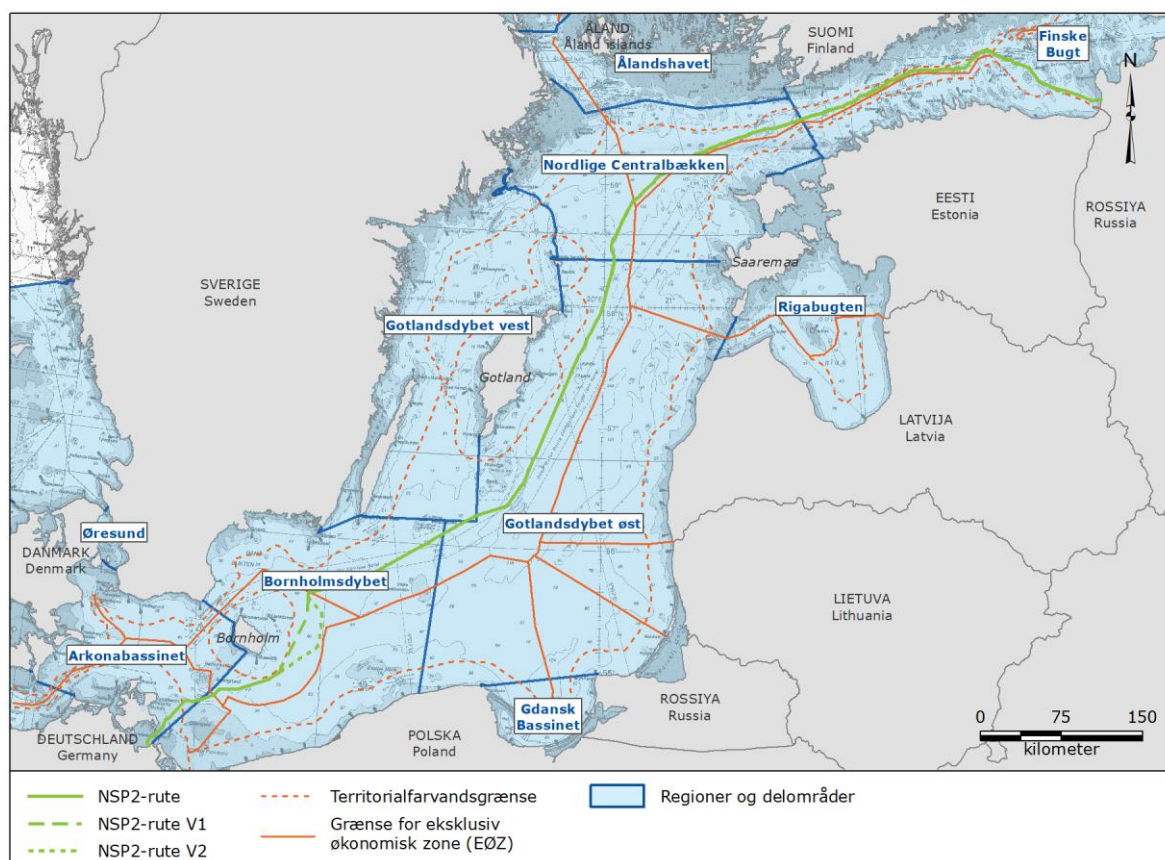 ÅLAND
Åland islands
SUOMI
Finland
Finske
Bugt
Ålandshavet
N
Nordlige Centralbækken
EESTI
Estonia
ROSSIYA
Russia
SVERIGE
Sweden
Saaremaa
Rigabugten
Gotlandsdybet vest
Gotland
LATVIJA
Latvia
Øresund
Gotlandsdybet øst
DANMARK
Denmark
Bornholmsdybet
LIETUVA
Lithuania
Bornholm
Arkonabassinet
ROSSIYA
Russia
Gdansk
Bassinet
POLSKA
Poland
DEUTSCHLAND
Germany
0 75 150
kilometer
NSP2-rute
NSP2-rute V1
NSP2-rute V2
Territorialfarvandsgrænse
Grænse for eksklusiv
økonomisk zone (EØZ)
Regioner og delområder